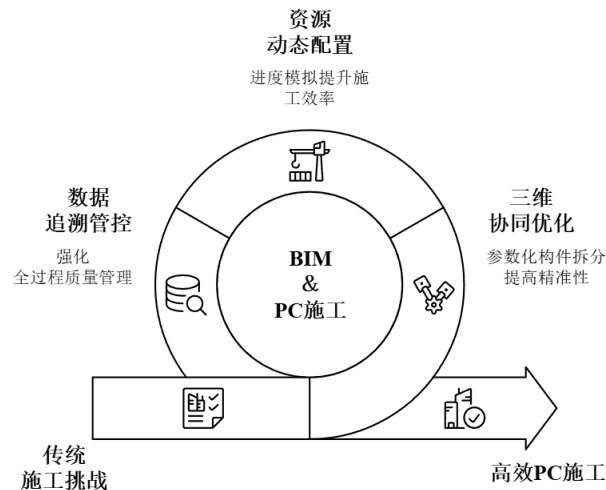 资源
动态配置
进度模拟提升施
工效率
数据
追溯管控
强化
全过程质量管理
三维
协同优化
参数化构件拆分
提高精准性
BIM
&
PC施工
传统
施工挑战
高效PC施工